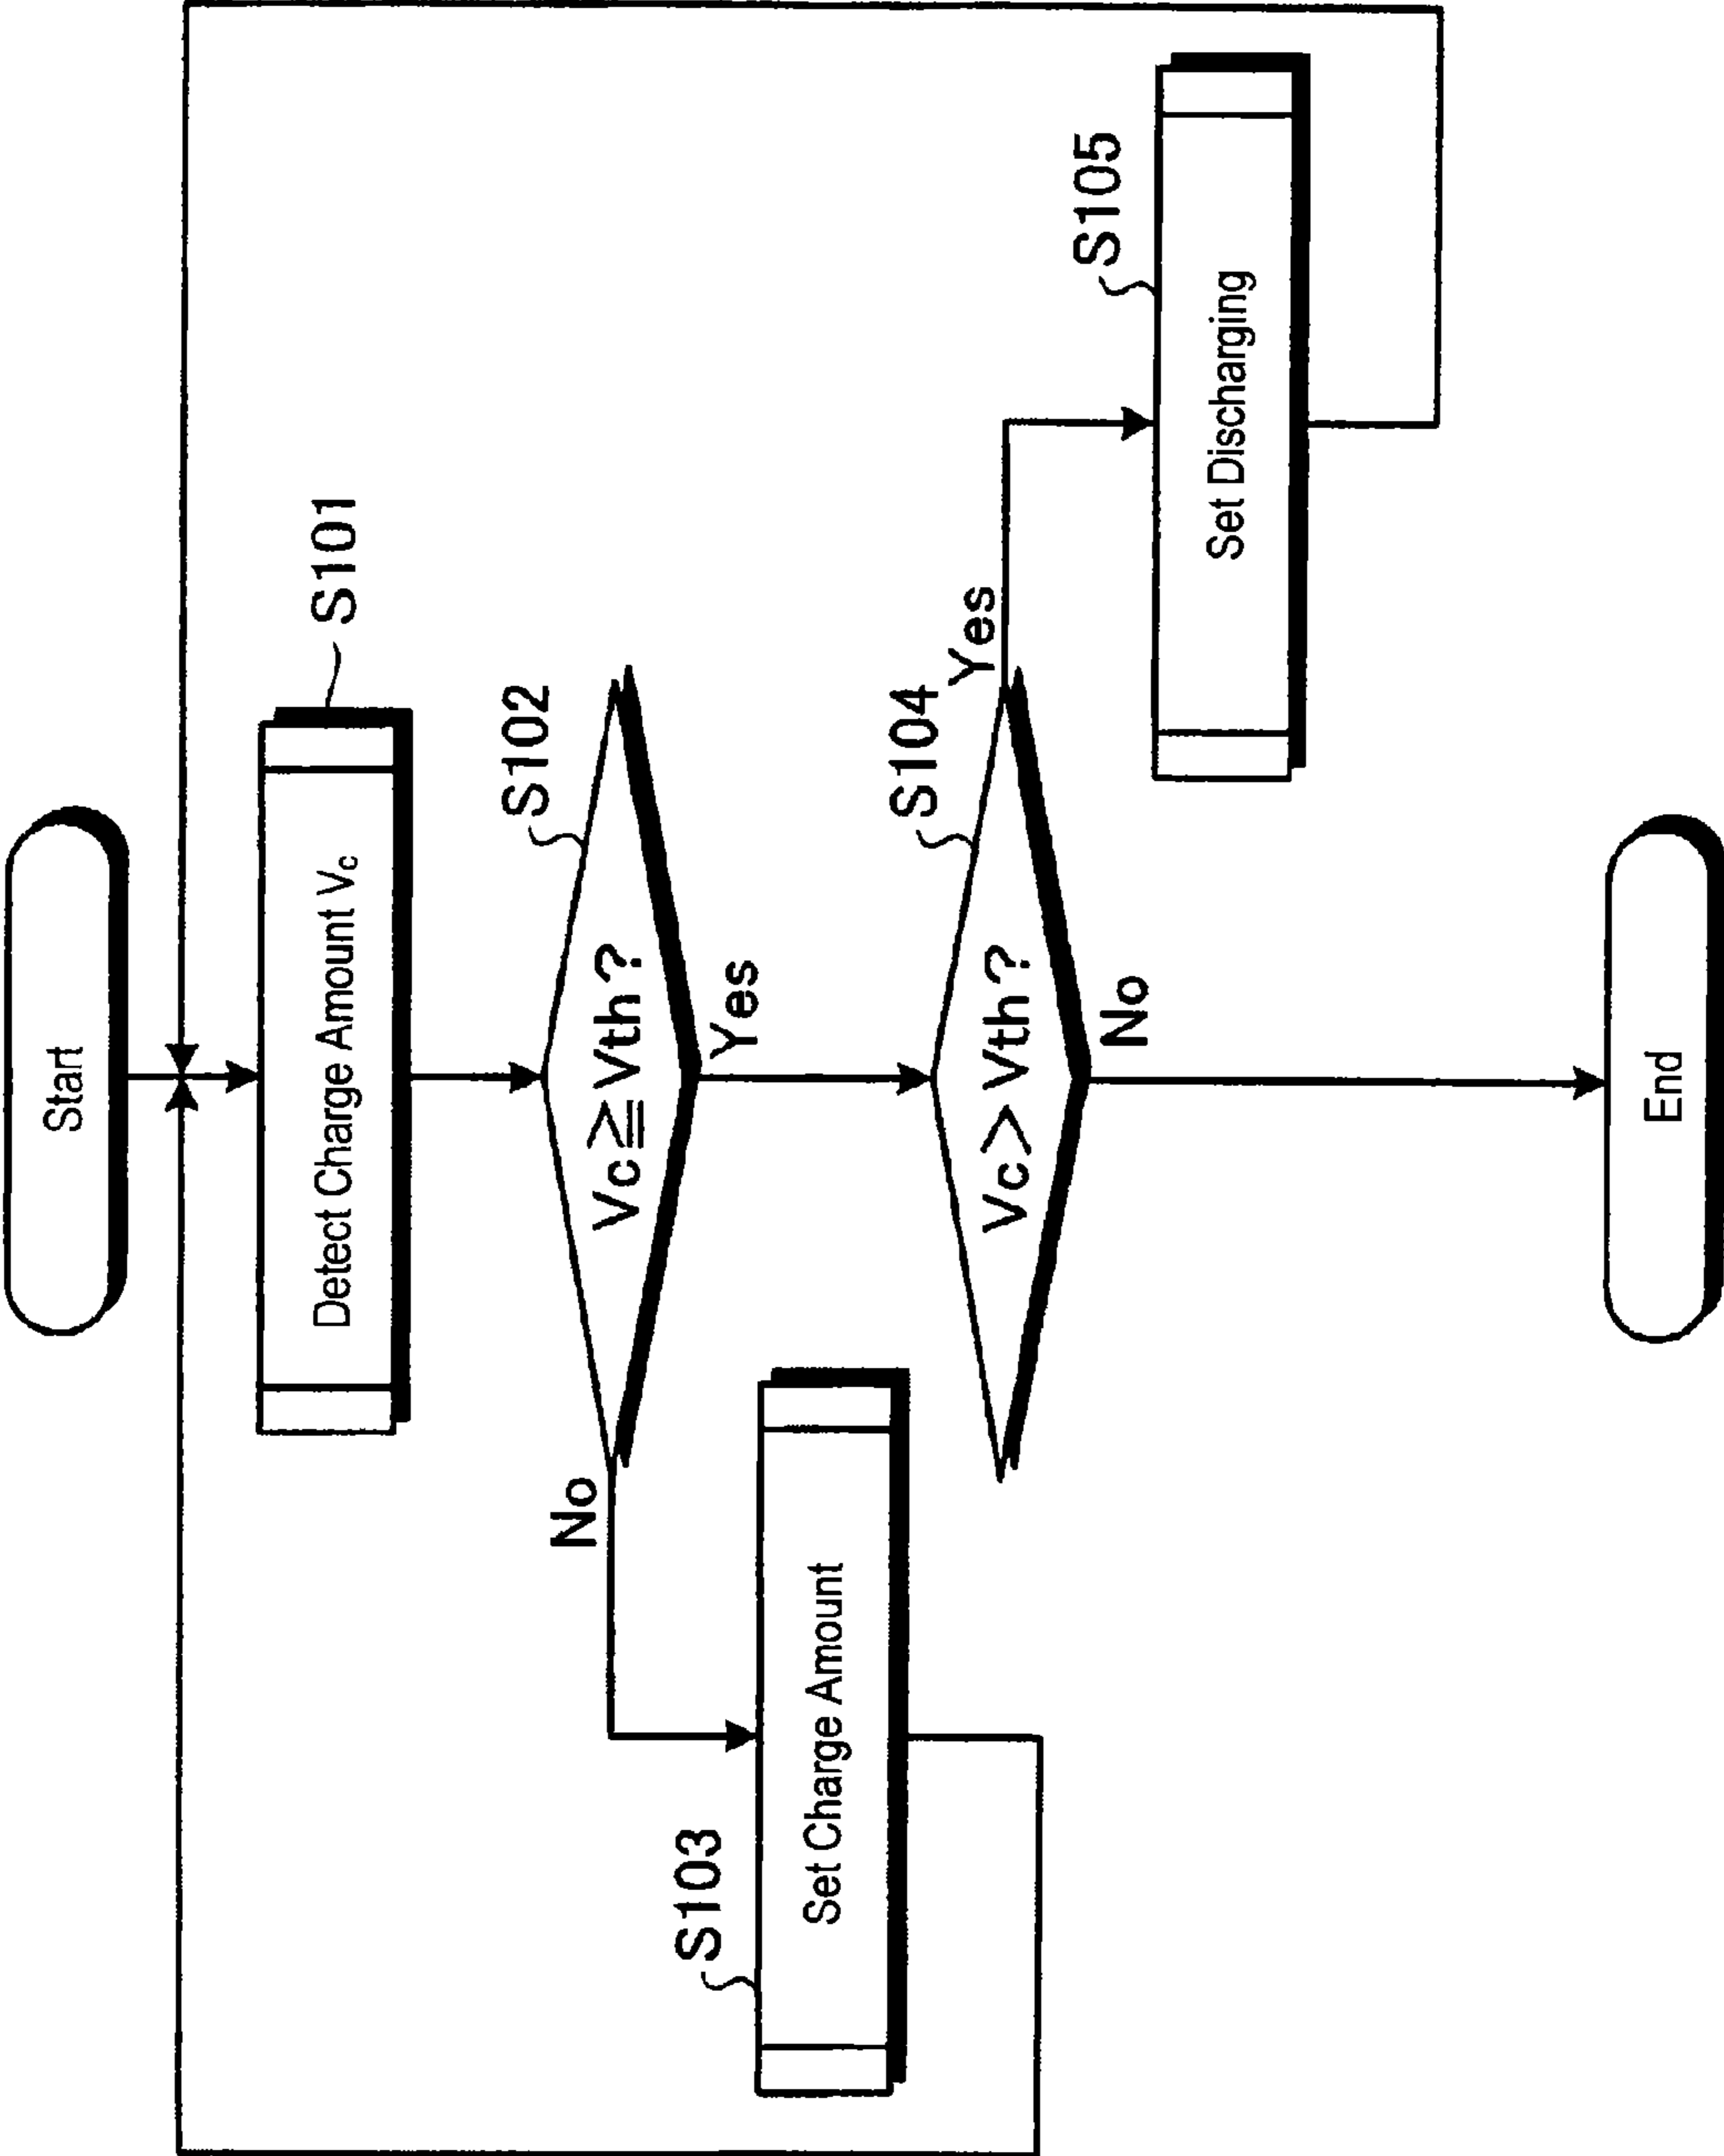 Start
Detect Charge Amount Vc
S101
Vc≧Vth?
S102
No
Yes
Set Charge Amount
S103
Vc>Vth?
S104
Yes
No
Set Discharging
S105
End